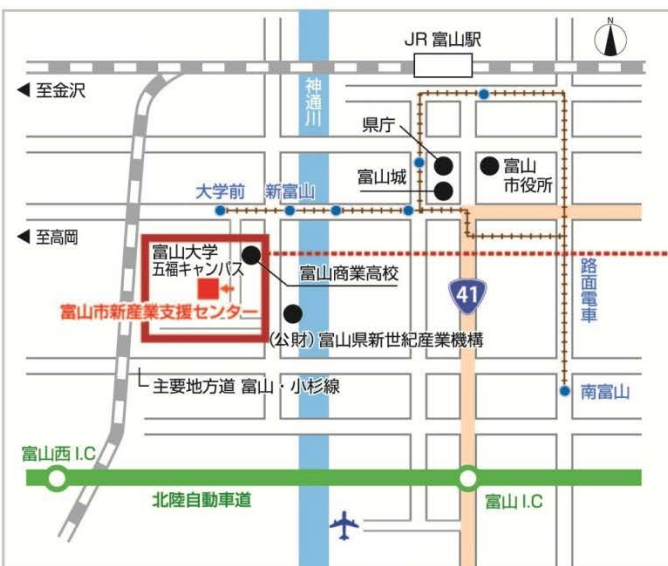 N
JR 富山駅
至金沢
神通川
県庁
富山城
富山
市役所
大学前
新富山
至高岡
富山大学
五福キャンパス
富山商業高校
富山市新産業支援センター
(公財)富山県新世紀産業機構
41
路面電車
主要地方道 富山・小杉線
南富山
富山西 I.C
北陸自動車道
富山 I.C